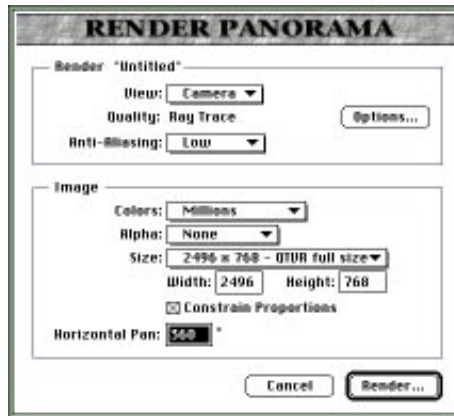 RENDER PANORAMA
Render "Untitled"
View: Camera
Quality: Ray Trace
Options...
Anti-Aliasing: Low
Image
Colors: Millions
Alpha: None
Size: 2496 x 768 - QTVR full size
Width: 2496 Height: 768
Constrain Proportions
Horizontal Pan: 360 °
Cancel Render...